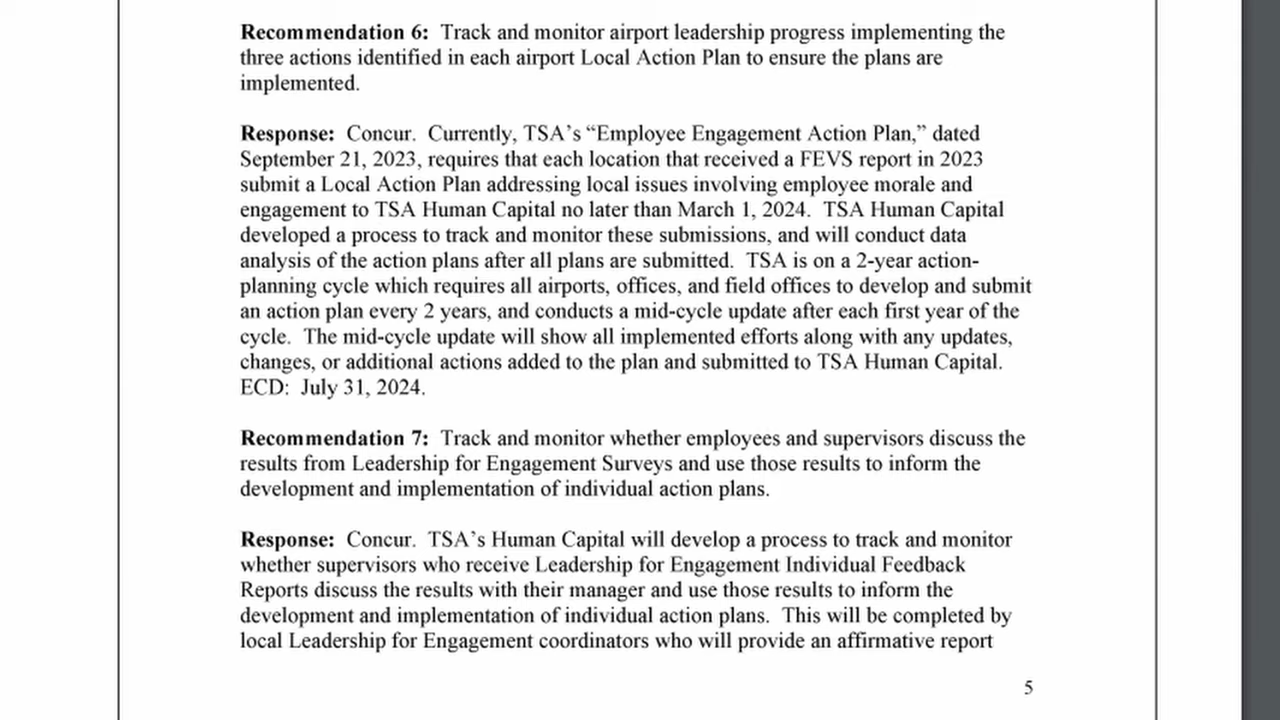 Recommendation 6:  Track and monitor airport leadership progress implementing the
three actions identified in each airport Local Action Plan to ensure the plans are
implemented.
Response:  Concur.  Currently, TSA's “Employee Engagement Action Plan,” dated
September 21, 2023, requires that each location that received a FEVS report in 2023
submit a Local Action Plan addressing local issues involving employee morale and
engagement to TSA Human Capital no later than March 1, 2024.  TSA Human Capital
developed a process to track and monitor these submissions, and will conduct data
analysis of the action plans after all plans are submitted.  TSA is on a 2-year action-
planning cycle which requires all airports, offices, and field offices to develop and submit
an action plan every 2 years, and conducts a mid-cycle update after each first year of the
cycle.  The mid-cycle update will show all implemented efforts along with any updates,
changes, or additional actions added to the plan and submitted to TSA Human Capital.
ECD:  July 31, 2024.
Recommendation 7:  Track and monitor whether employees and supervisors discuss the
results from Leadership for Engagement Surveys and use those results to inform the
development and implementation of individual action plans.
Response:  Concur.  TSA's Human Capital will develop a process to track and monitor
whether supervisors who receive Leadership for Engagement Individual Feedback
Reports discuss the results with their manager and use those results to inform the
development and implementation of individual action plans.  This will be completed by
local Leadership for Engagement coordinators who will provide an affirmative report
5